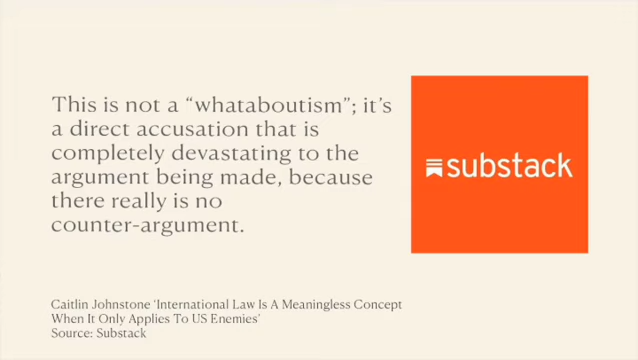 This is not a “whataboutism”; it’s
a direct accusation that is
completely devastating to the
argument being made, because
there really is no
counter-argument.
substack
Caitlin Johnstone ‘International Law Is A Meaningless Concept
When It Only Applies To US Enemies’
Source: Substack